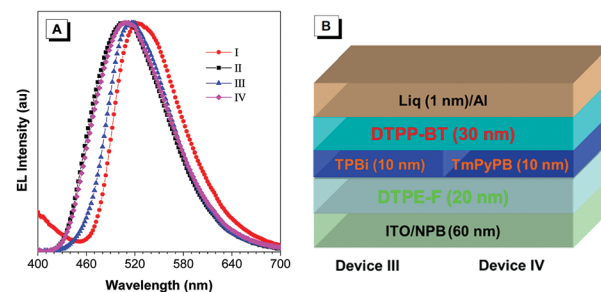 A
I
II
III
IV
EL Intensity (au)
400 460 520 580 640 700
Wavelength (nm)
B
Liq (1 nm)/Al
DTPP-BT (30 nm)
TPBi (10 nm) TmPyPB (10 nm)
DTPE-F (20 nm)
ITO/NPB (60 nm)
Device III Device IV